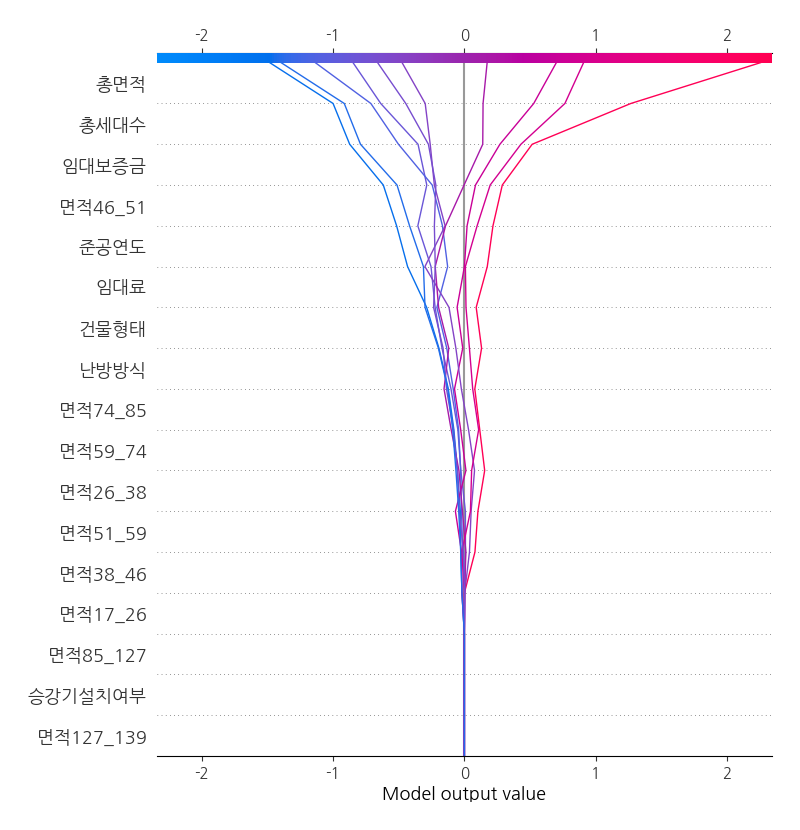 -2 -1 0 1 2
총면적
총세대수
임대보증금
면적46_51
준공연도
임대료
건물형태
난방방식
면적74_85
면적59_74
면적26_38
면적51_59
면적38_46
면적17_26
면적85_127
승강기설치여부
면적127_139
-2 -1 0 1 2
Model output value